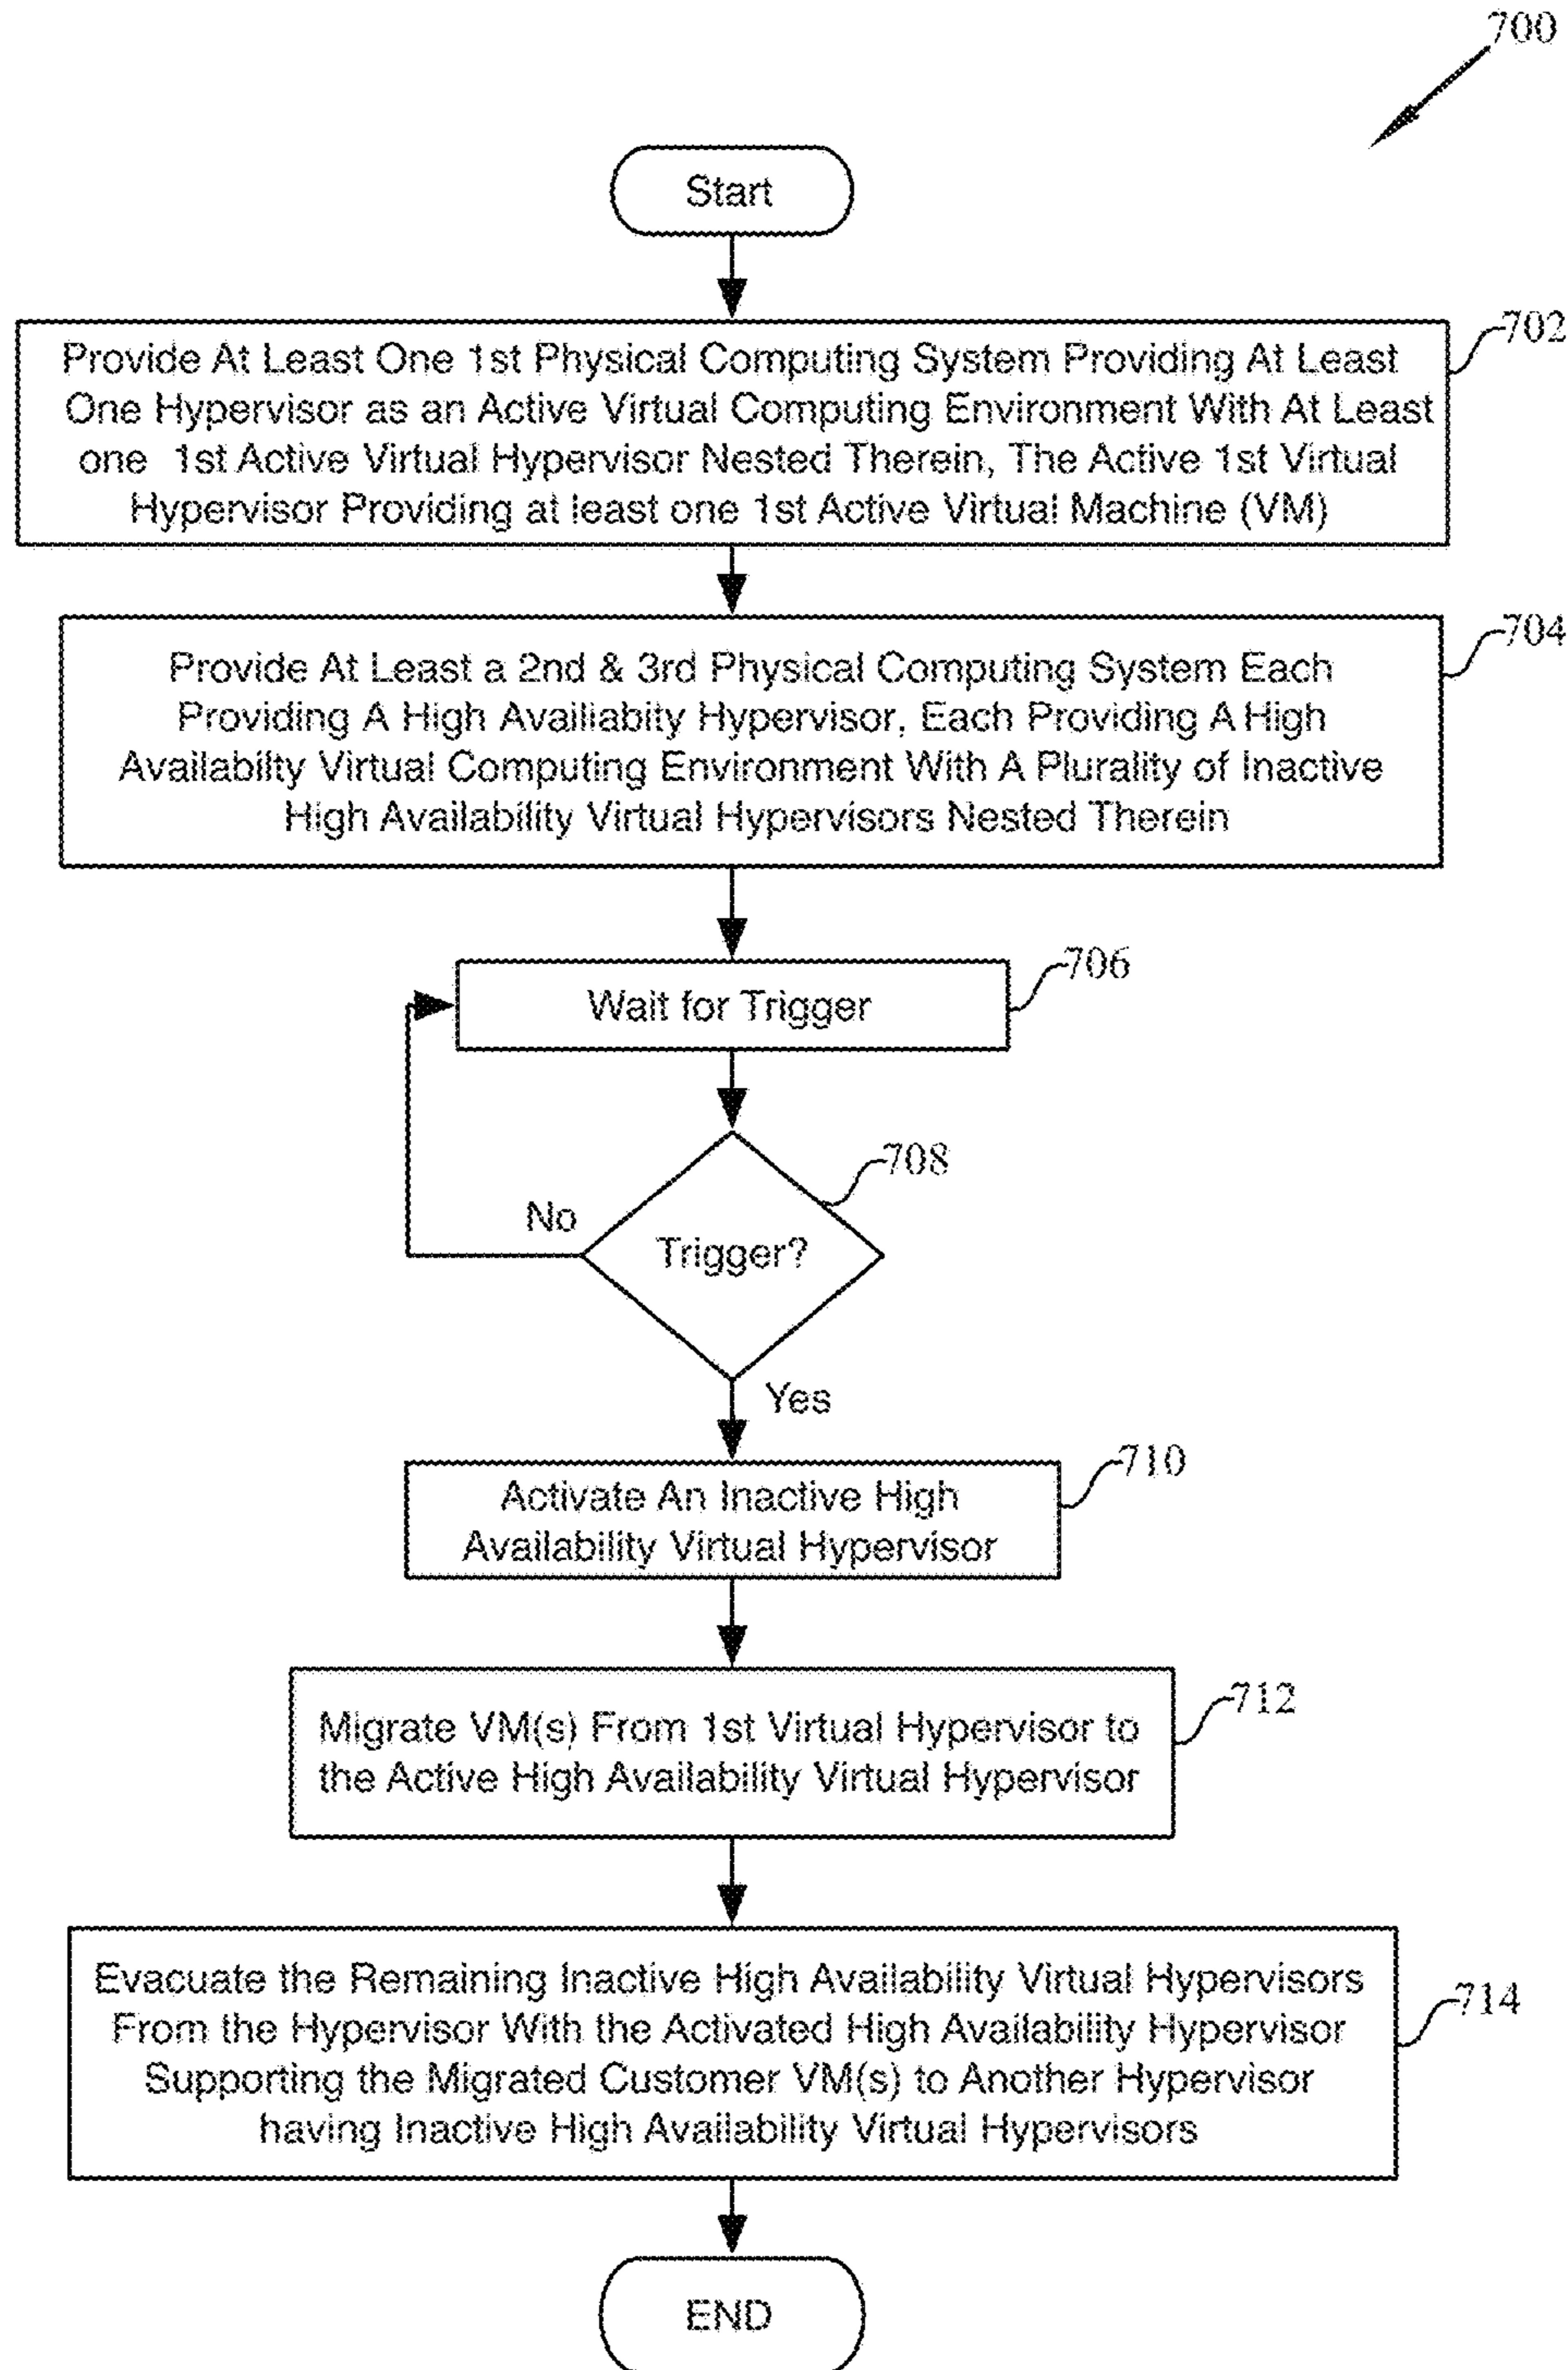 700
Start
702
Provide At Least One 1st Physical Computing System Providing At Least
One Hypervisor as an Active Virtual Computing Environment With At Least
one 1st Active Virtual Hypervisor Nested Therein, The Active 1st Virtual
Hypervisor Providing at least one 1st Active Virtual Machine (VM)
704
Provide At Least a 2nd & 3rd Physical Computing System Each
Providing A High Availiabity Hypervisor, Each Providing A High
Availabilty Virtual Computing Environment With A Plurality of Inactive
High Availability Virtual Hypervisors Nested Therein
706
Wait for Trigger
708
No
Trigger?
Yes
710
Activate An Inactive High
Availability Virtual Hypervisor
712
Migrate VM(s) From 1st Virtual Hypervisor to
the Active High Availability Virtual Hypervisor
714
Evacuate the Remaining Inactive High Availability Virtual Hypervisors
From the Hypervisor With the Activated High Availability Hypervisor
Supporting the Migrated Customer VM(s) to Another Hypervisor
having Inactive High Availability Virtual Hypervisors
END